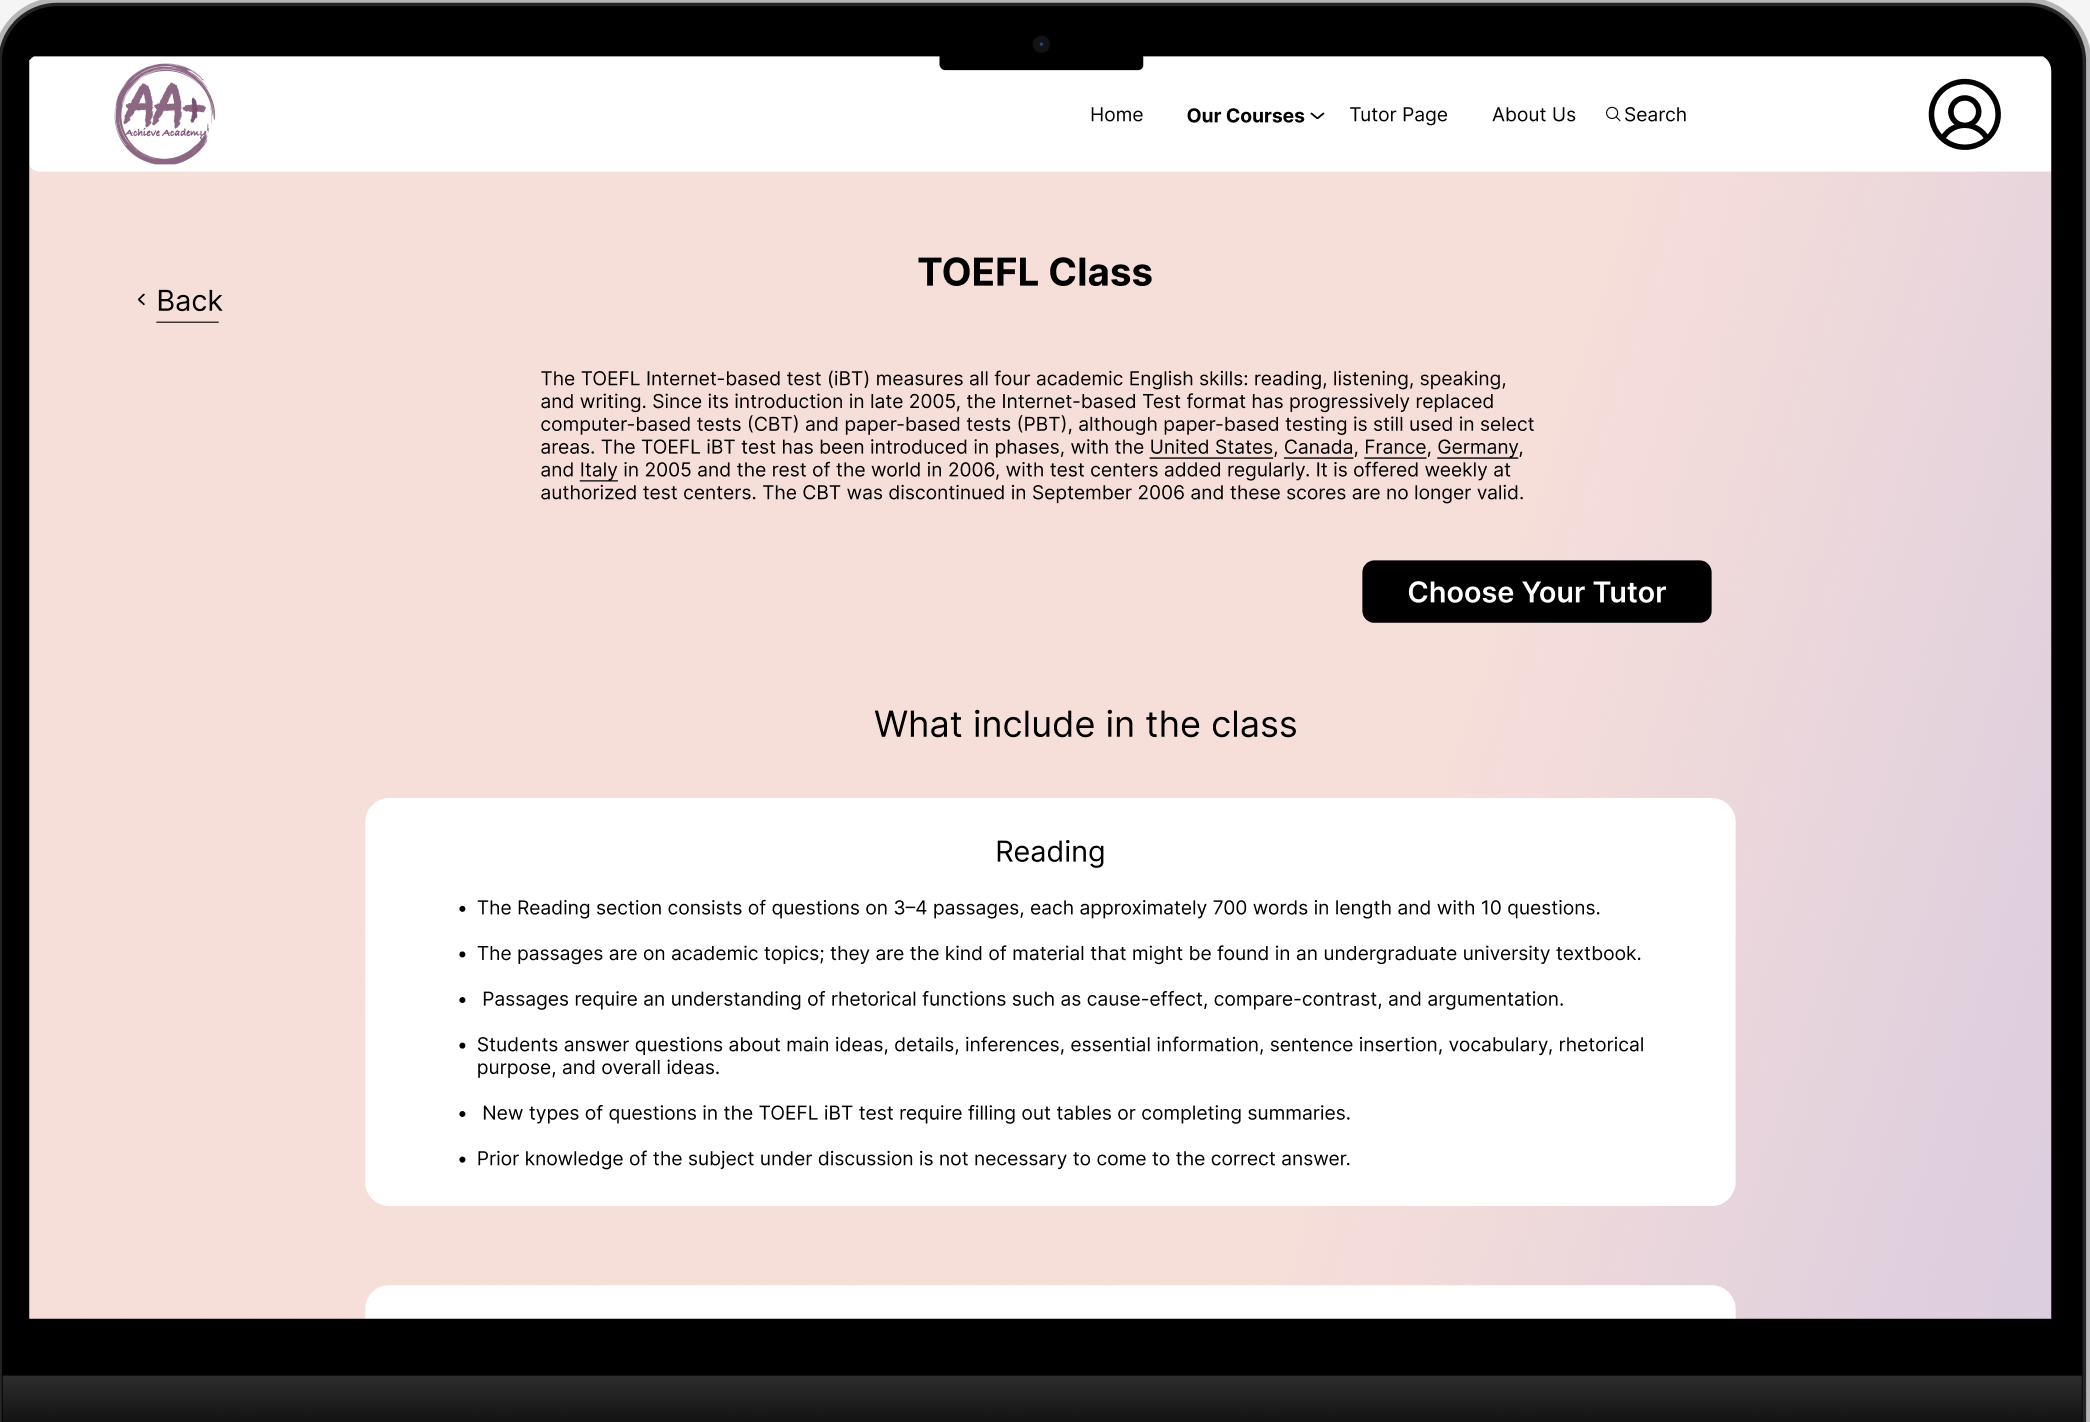 AA+
Achieve Academy
Home
Our Courses
Tutor Page
About Us
Search
TOEFL Class
Back
The TOEFL Internet-based test (iBT) measures all four academic English skills: reading, listening, speaking,
and writing. Since its introduction in late 2005, the Internet-based Test format has progressively replaced
computer-based tests (CBT) and paper-based tests (PBT), although paper-based testing is still used in select
areas. The TOEFL iBT test has been introduced in phases, with the United States, Canada, France, Germany,
and Italy in 2005 and the rest of the world in 2006, with test centers added regularly. It is offered weekly at
authorized test centers. The CBT was discontinued in September 2006 and these scores are no longer valid.
Choose Your Tutor
What include in the class
Reading
• The Reading section consists of questions on 3–4 passages, each approximately 700 words in length and with 10 questions.
• The passages are on academic topics; they are the kind of material that might be found in an undergraduate university textbook.
• Passages require an understanding of rhetorical functions such as cause-effect, compare-contrast, and argumentation.
• Students answer questions about main ideas, details, inferences, essential information, sentence insertion, vocabulary, rhetorical
purpose, and overall ideas.
• New types of questions in the TOEFL iBT test require filling out tables or completing summaries.
• Prior knowledge of the subject under discussion is not necessary to come to the correct answer.